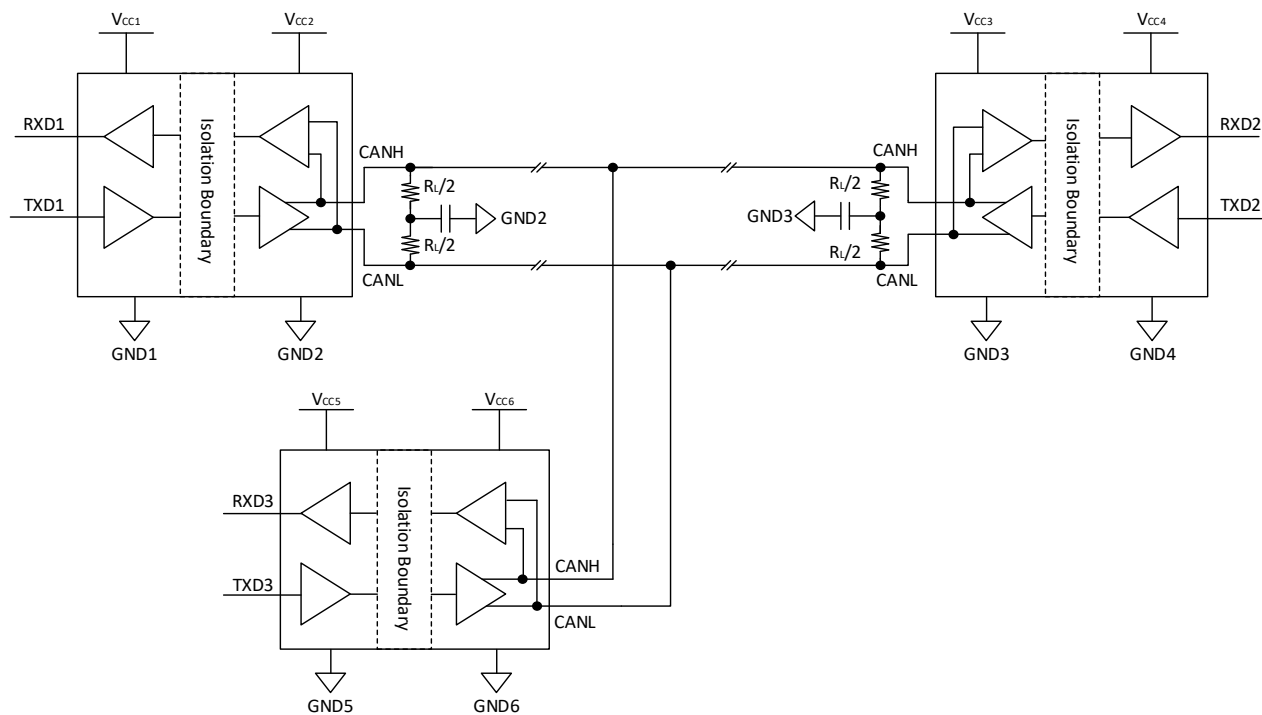 VCC1
VCC2
VCC3
VCC4
RXD1
Isolation Boundary
TXD1
CANH
RL/2
GND2
RL/2
CANL
CANH
RL/2
GND3
RL/2
CANL
Isolation Boundary
RXD2
TXD2
GND1
GND2
GND3
GND4
VCC5
VCC6
RXD3
Isolation Boundary
TXD3
CANH
CANL
GND5
GND6